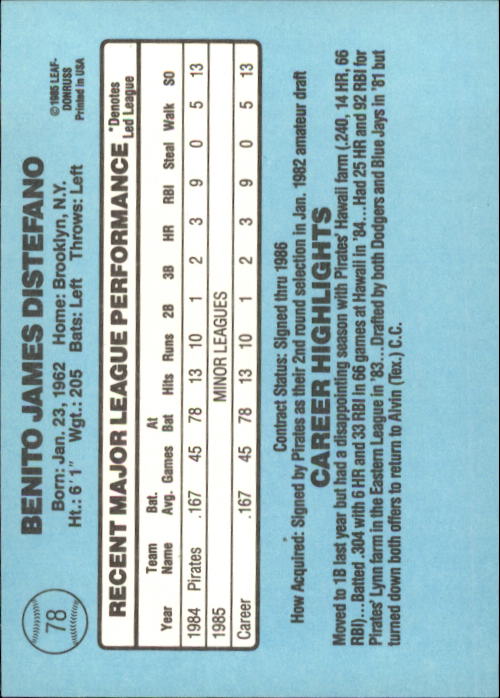 78
BENITO JAMES DISTEFANO
Born: Jan. 23, 1962 Home: Brooklyn, N.Y.
Ht.: 6'1" Wgt.: 205 Bats: Left Throws: Left
©1985 LEAF-
DONRUSS
Printed in USA
RECENT MAJOR LEAGUE PERFORMANCE
*Denotes
Led League
Team Bat. At
Year Name Avg. Games Bat Hits Runs 2B 3B HR RBI Steal Walk SO
1984 Pirates .167 45 78 13 10 1 2 3 9 0 5 13
1985 MINOR LEAGUES
Career .167 45 78 13 10 1 2 3 9 0 5 13
Contract Status: Signed thru 1986
How Acquired: Signed by Pirates as their 2nd round selection in Jan. 1982 amateur draft
CAREER HIGHLIGHTS
Moved to 1B last year but had a disappointing season with Pirates' Hawaii farm (.240, 14 HR, 66
RBI)...Batted .304 with 6 HR and 33 RBI in 66 games at Hawaii in '84...Had 25 HR and 92 RBI for
Pirates' Lynn farm in the Eastern League in '83...Drafted by both Dodgers and Blue Jays in '81 but
turned down both offers to return to Alvin (Tex.) C.C.